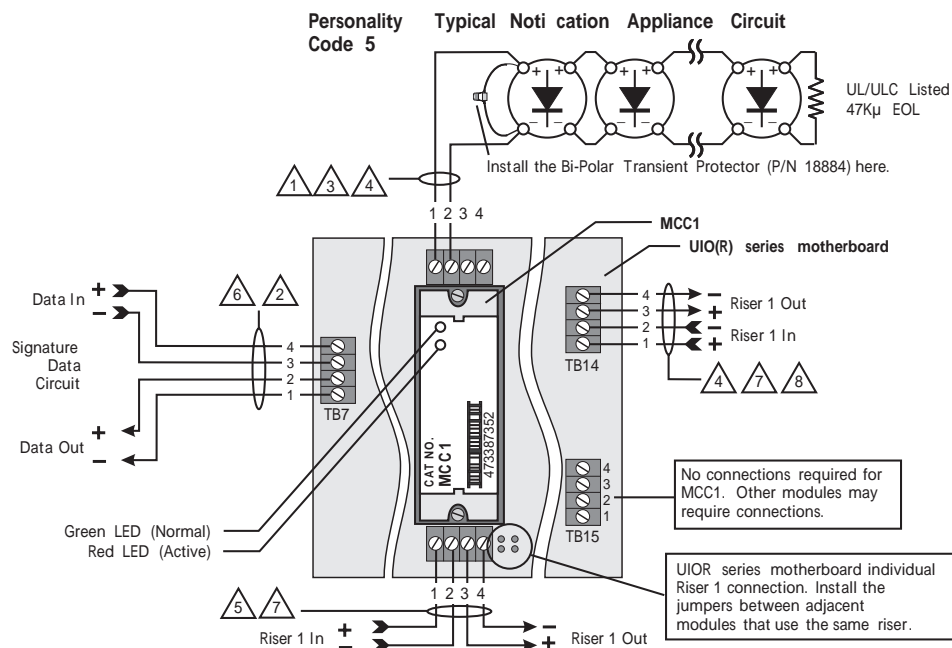 Personality Typical Noti cation Appliance Circuit
Code 5
+ + + + + +
UL/ULC Listed
47Kµ EOL
– – – – – –
Install the Bi-Polar Transient Protector (P/N 18884) here.
1 3 4
1 2 3 4
MCC1
UIO(R) series motherboard
6 2
Data In +
–
Signature
Data
Circuit
4
3
2
1
TB7
Data Out +
–
4 –
3 + Riser 1 Out
2 –
1 + Riser 1 In
TB14
4 7 8
CAT NO.
MCC1
473387352
4
3
2
1
TB15
No connections required for
MCC1. Other modules may
require connections.
Green LED (Normal)
Red LED (Active)
UIOR series motherboard individual
Riser 1 connection. Install the
jumpers between adjacent
modules that use the same riser.
5 7
1 2 3 4
Riser 1 In +
–
–
+ Riser 1 Out